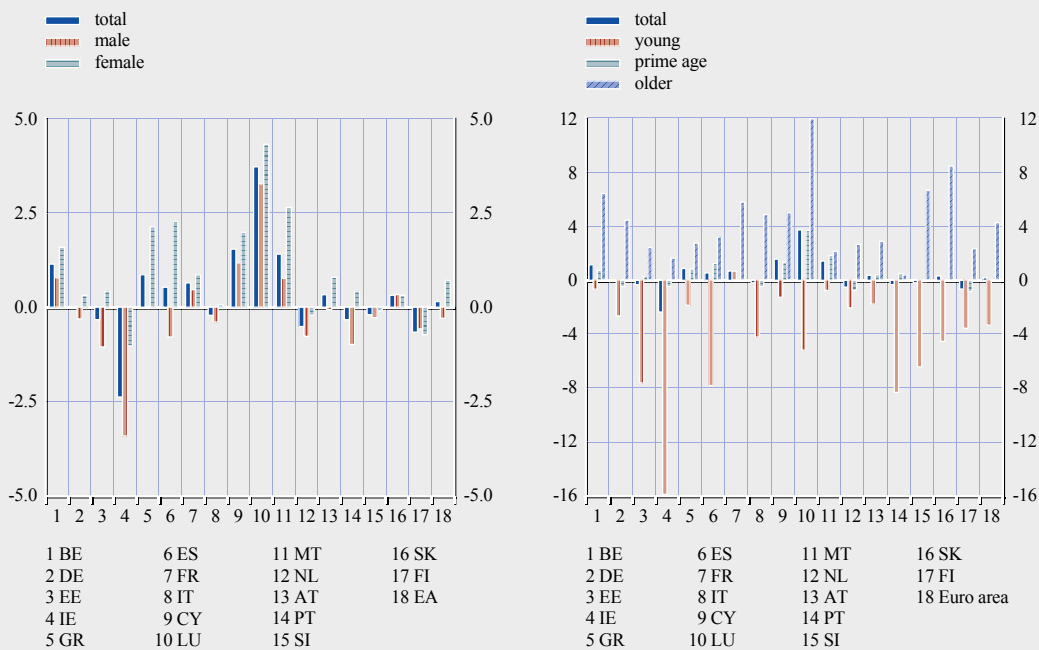 total
male
female
5.0 5.0
2.5 2.5
0.0 0.0
-2.5 -2.5
-5.0 -5.0
1 2 3 4 5 6 7 8 9 10 11 12 13 14 15 16 17 18
1 BE 6 ES 11 MT 16 SK
2 DE 7 FR 12 NL 17 FI
3 EE 8 IT 13 AT 18 EA
4 IE 9 CY 14 PT
5 GR 10 LU 15 SI
total
young
prime age
older
12 12
8 8
4 4
0 0
-4 -4
-8 -8
-12 -12
-16 -16
1 2 3 4 5 6 7 8 9 10 11 12 13 14 15 16 17 18
1 BE 6 ES 11 MT 16 SK
2 DE 7 FR 12 NL 17 FI
3 EE 8 IT 13 AT 18 Euro area
4 IE 9 CY 14 PT
5 GR 10 LU 15 SI